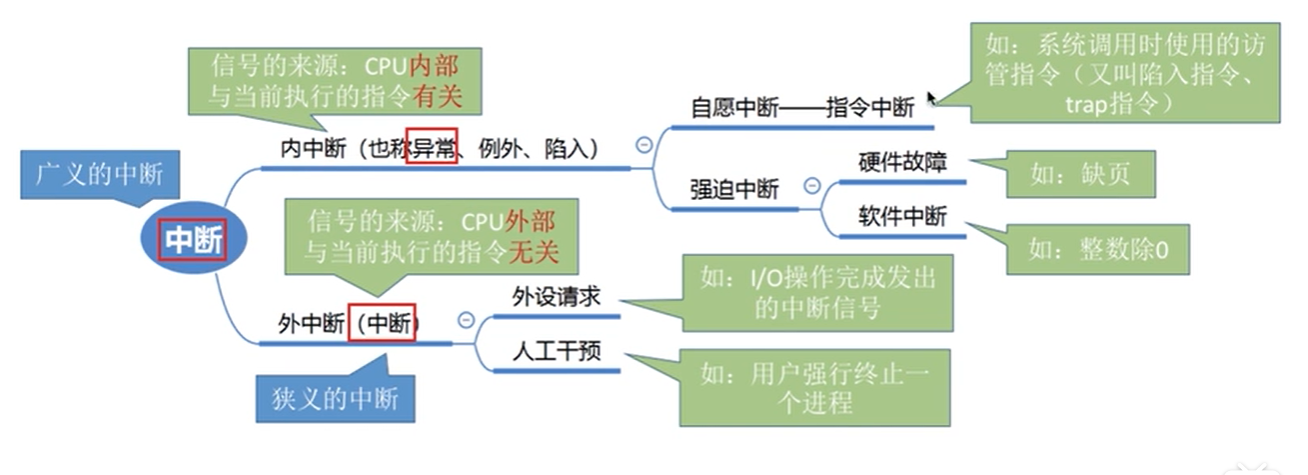 如：系统调用时使用的访
管指令（又叫陷入指令、
trap指令）
信号的来源：CPU内部
与当前执行的指令有关
自愿中断——指令中断
内中断（也称异常、例外、陷入）
硬件故障
如：缺页
广义的中断
强迫中断
软件中断
信号的来源：CPU外部
与当前执行的指令无关
中断
如：整数除0
如：I/O操作完成发出
的中断信号
外设请求
外中断（中断）
人工干预
如：用户强行终止一
个进程
狭义的中断